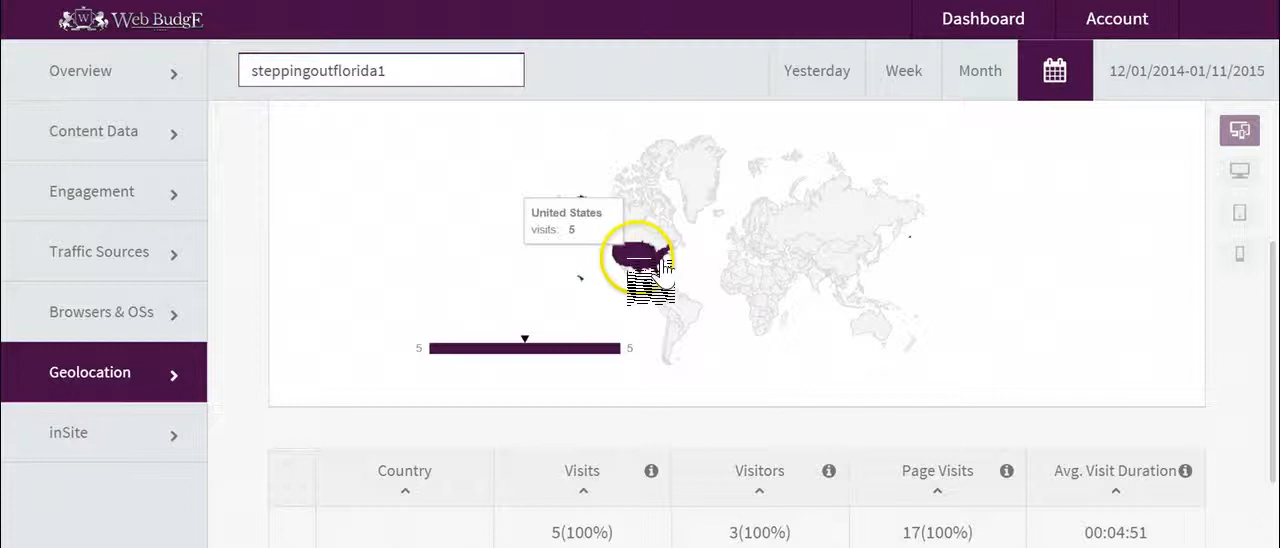 W
Web BudgE
Dashboard
Account
Overview
steppingoutflorida1
Yesterday
Week
Month
12/01/2014-01/11/2015
Content Data
Engagement
Traffic Sources
Browsers & OSs
Geolocation
inSite
United States
visits: 5
5
5
Country
Visits
Visitors
Page Visits
Avg. Visit Duration
5(100%)
3(100%)
17(100%)
00:04:51